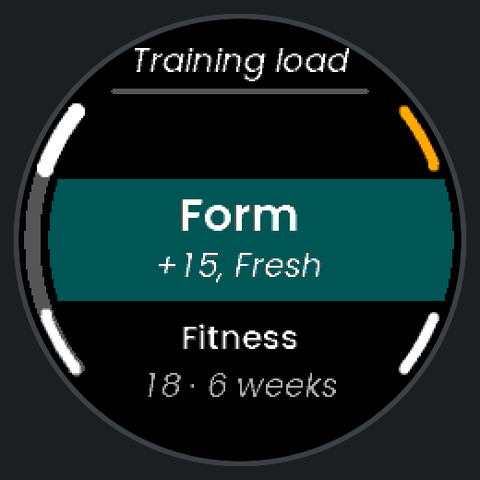 Training load
Form
+15, Fresh
Fitness
18 · 6 weeks